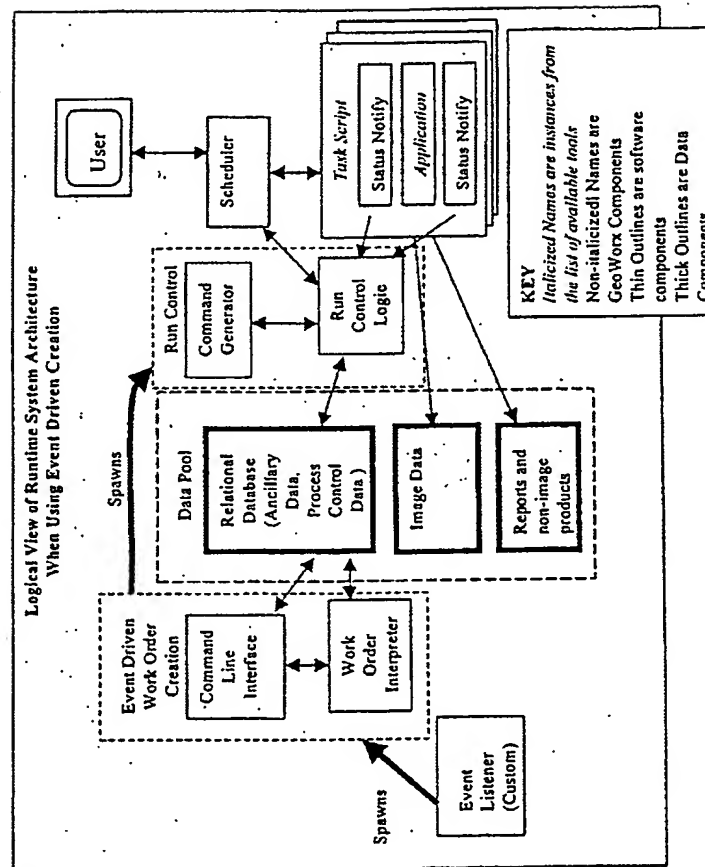 Logical View of Runtime System Architecture
When Using Event Driven Creation
Spawns
Event Driven
Work Order
Creation
Command
Line
Interface
Work
Order
Interpreter
Spawns
Event
Listener
(Custom)
Data Pool
Relational
Database
(Ancillary
Data,
Process
Control
Data )
Image Data
Reports and
non-image
products
Run Control
Command
Generator
Run
Control
Logic
User
Scheduler
Task Script
Status Notify
Application
Status Notify
KEY
Italicized Names are instances from
the list of available tools
Non-italicizedl Names are
GeoWorx Components
Thin Outlines are software
components
Thick Outlines are Data
Components